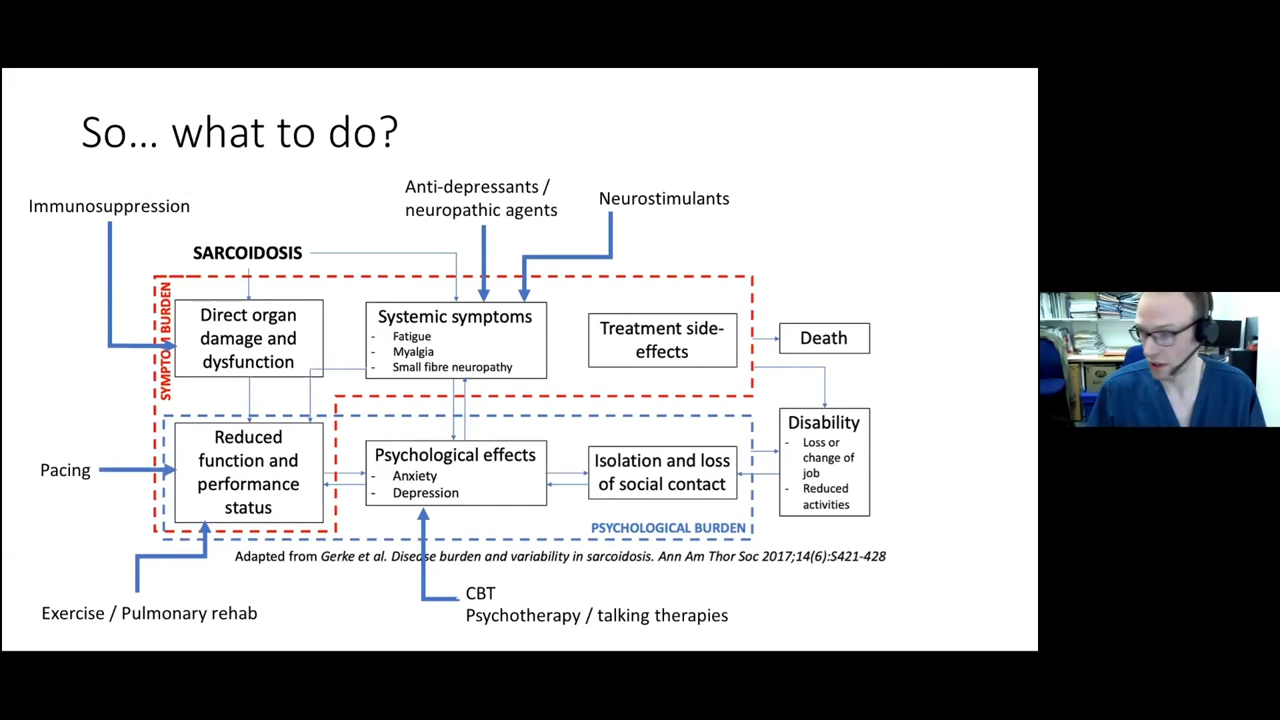 So... what to do?
Immunosuppression
Anti-depressants /
neuropathic agents
Neurostimulants
SARCOIDOSIS
SYMPTOM BURDEN
Direct organ
damage and
dysfunction
Systemic symptoms
- Fatigue
- Myalgia
- Small fibre neuropathy
Treatment side-
effects
Death
Pacing
Reduced
function and
performance
status
Psychological effects
- Anxiety
- Depression
Isolation and loss
of social contact
Disability
- Loss or
change of
job
- Reduced
activities
PSYCHOLOGICAL BURDEN
Adapted from Gerke et al. Disease burden and variability in sarcoidosis. Ann Am Thor Soc 2017;14(6):S421-428
Exercise / Pulmonary rehab
CBT
Psychotherapy / talking therapies